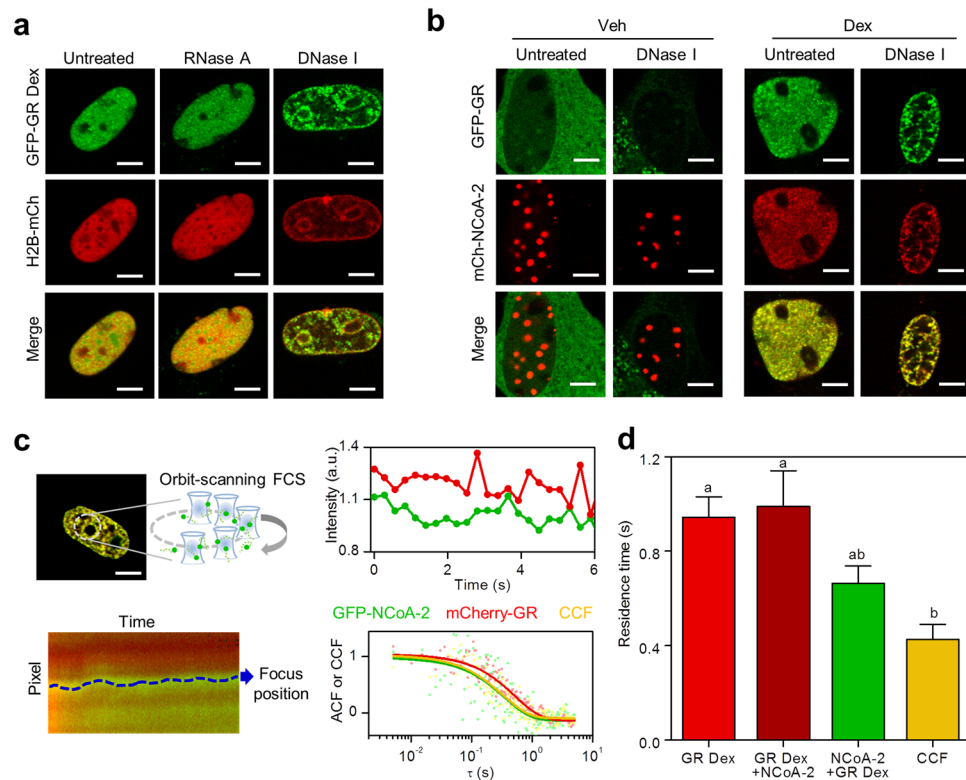 a
Untreated
RNase A
DNase I
GFP-GR Dex
H2B-mCh
Merge
b
Veh
Dex
Untreated
DNase I
Untreated
DNase I
GFP-GR
mCh-NCoA-2
Merge
c
Orbit-scanning FCS
Intensity (a.u.)
1.4
1.1
0.8
0
2
4
6
Time (s)
Time
Pixel
Focus
position
GFP-NCoA-2 mCherry-GR CCF
ACF or CCF
1
0
10⁻² 10⁻¹ 10⁰ 10¹
τ (s)
d
Residence time (s)
1.2
0.8
0.4
0.0
a
a
ab
b
GR Dex
GR Dex
+NCoA-2
NCoA-2
+GR Dex
CCF